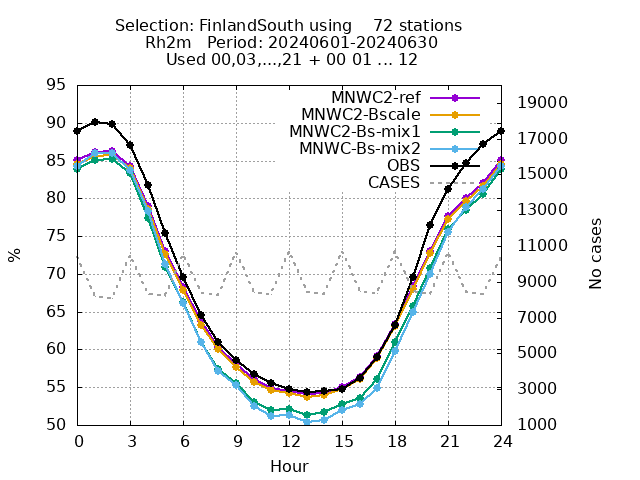 Selection: FinlandSouth using    72 stations
Rh2m   Period: 20240601-20240630
Used 00,03,...,21 + 00 01 ... 12
MNWC2-ref
MNWC2-Bscale
MNWC2-Bs-mix1
MNWC-Bs-mix2
OBS
CASES
%
95
90
85
80
75
70
65
60
55
50
19000
17000
15000
13000
11000
9000
7000
5000
3000
1000
No cases
0 3 6 9 12 15 18 21 24
Hour